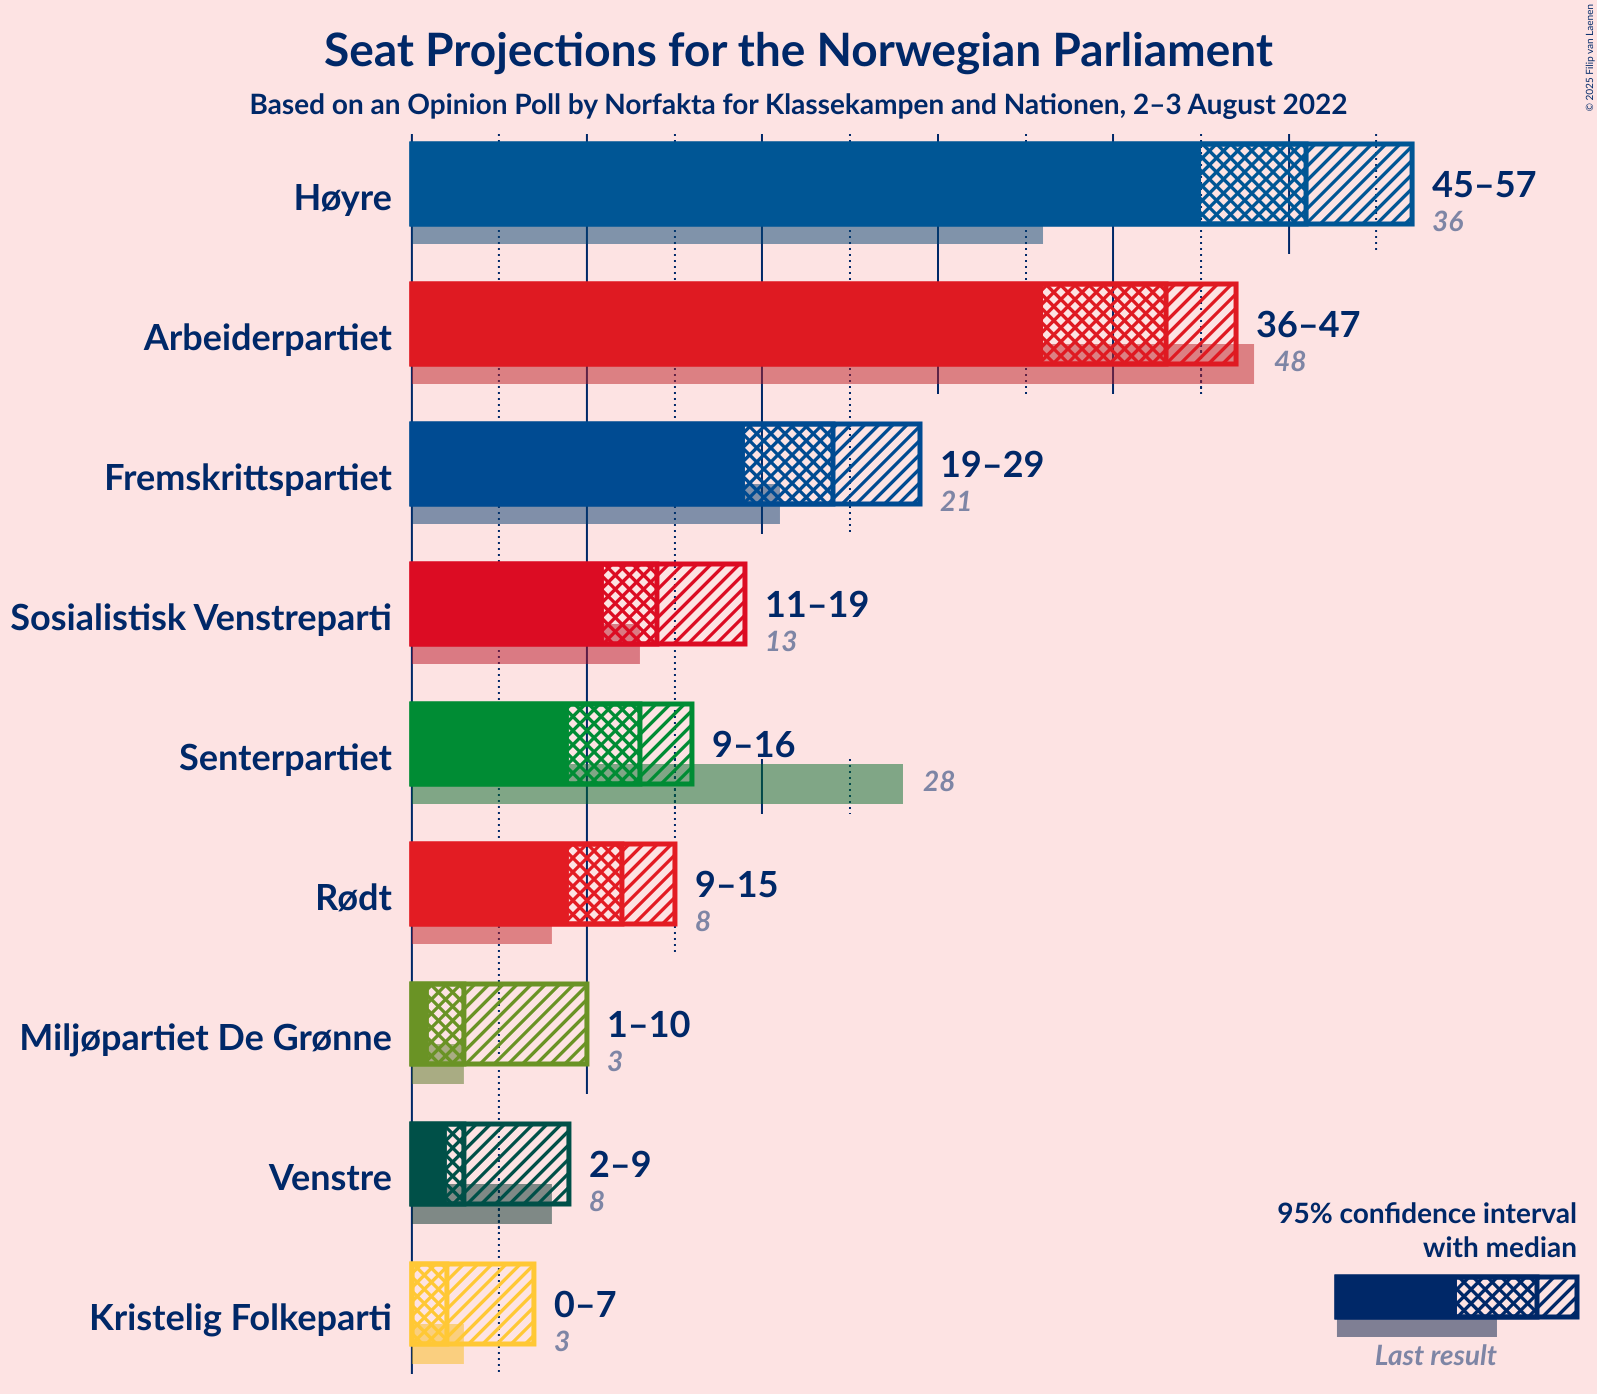 Seat Projections for the Norwegian Parliament
Based on an Opinion Poll by Norfakta for Klassekampen and Nationen, 2–3 August 2022
© 2025 Filip van Laenen
Høyre
45–57
36
Arbeiderpartiet
36–47
48
Fremskrittspartiet
19–29
21
Sosialistisk Venstreparti
11–19
13
Senterpartiet
9–16
28
Rødt
9–15
8
Miljøpartiet De Grønne
1–10
3
Venstre
2–9
8
Kristelig Folkeparti
0–7
3
95% confidence interval
with median
Last result